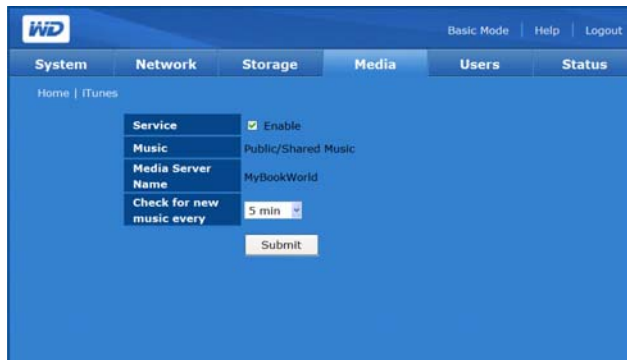 WD
Basic Mode | Help | Logout
System Network Storage Media Users Status
Home | iTunes
Service Enable
Music Public/Shared Music
Media Server Name MyBookWorld
Check for new music every 5 min
Submit